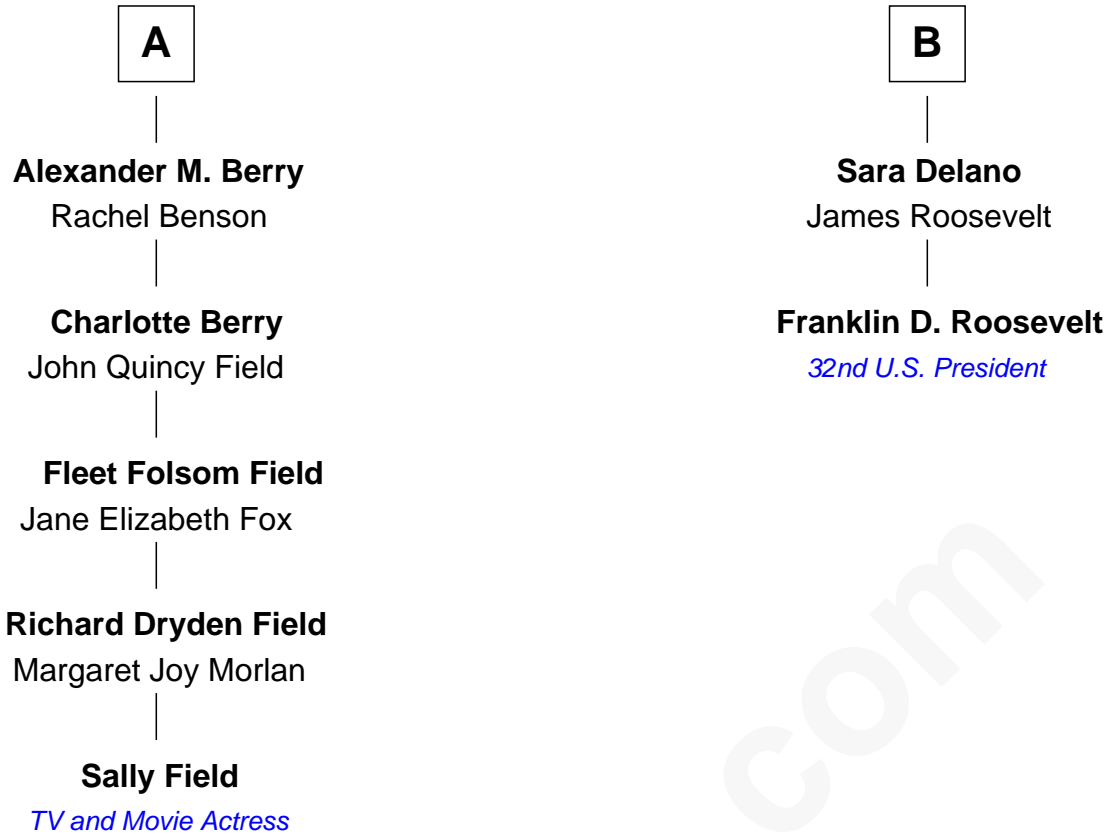 A
Alexander M. Berry
Rachel Benson
Charlotte Berry
John Quincy Field
Fleet Folsom Field
Jane Elizabeth Fox
Richard Dryden Field
Margaret Joy Morlan
Sally Field
TV and Movie Actress
B
Sara Delano
James Roosevelt
Franklin D. Roosevelt
32nd U.S. President
com